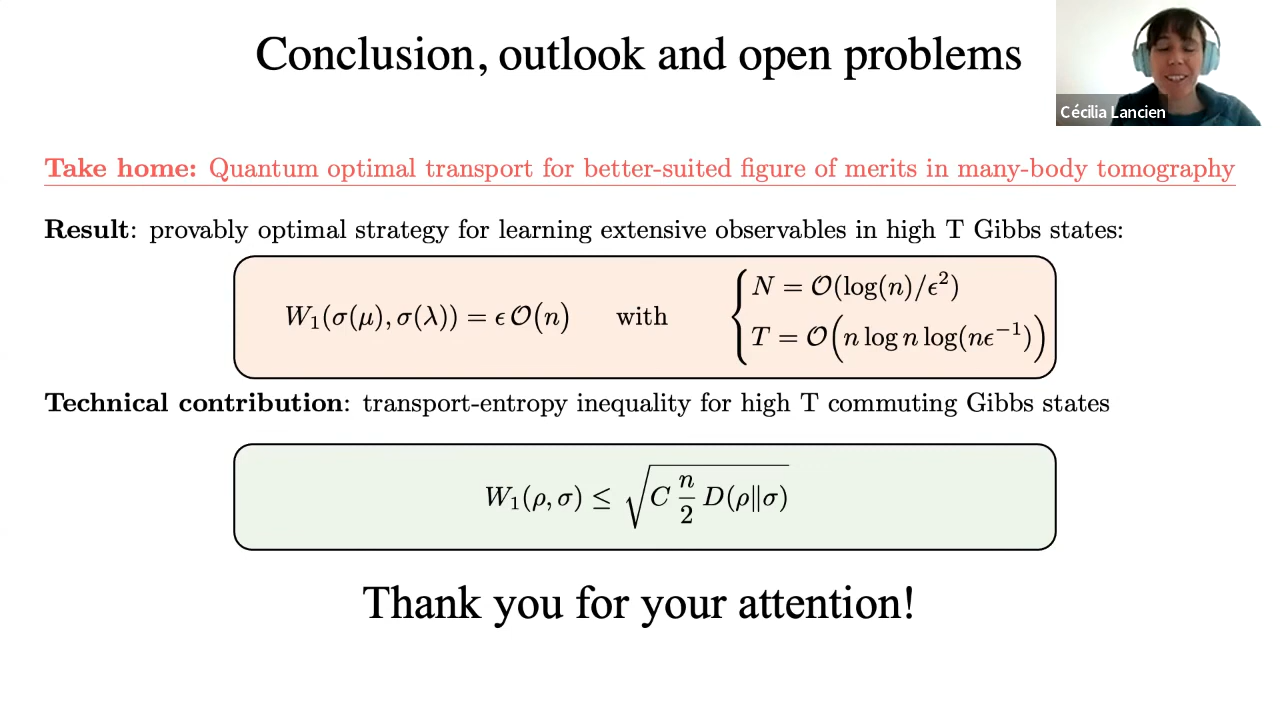 Conclusion, outlook and open problems
Cécilia Lancien
Take home: Quantum optimal transport for better-suited figure of merits in many-body tomography
Result: provably optimal strategy for learning extensive observables in high T Gibbs states:
W₁(σ(μ), σ(λ)) = ϵ 𝒪(n) with { N = 𝒪(log(n)/ϵ²)
T = 𝒪(n log n log(nϵ⁻¹))
Technical contribution: transport-entropy inequality for high T commuting Gibbs states
W₁(ρ, σ) ≤ √(C n/2 D(ρ‖σ))
Thank you for your attention!